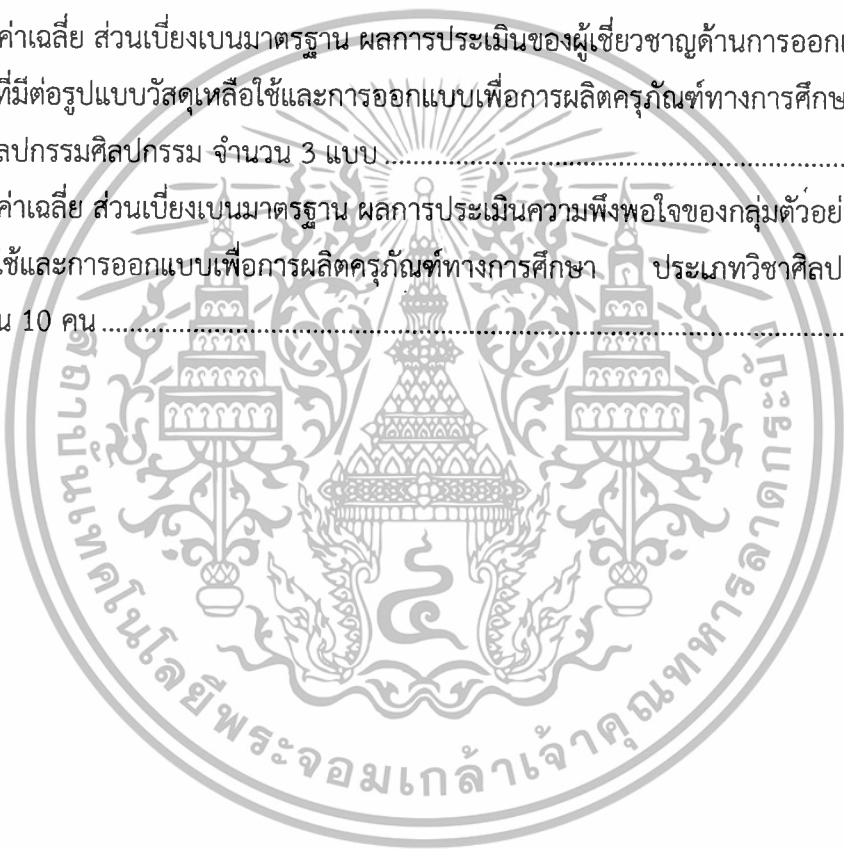 ค่าเฉลี่ย ส่วนเบี่ยงเบนมาตรฐาน ผลการประเมินของผู้เชี่ยวชาญด้านการออกแ
ที่มีต่อรูปแบบวัสดุเหลือใช้และการออกแบบเพื่อการผลิตครุภัณฑ์ทางการศึกษ
ลปกรรมศิลปกรรม จำนวน 3 แบบ
ค่าเฉลี่ย ส่วนเบี่ยงเบนมาตรฐาน ผลการประเมินความพึงพอใจของกลุ่มตัวอย่
ใช้และการออกแบบเพื่อการผลิตครุภัณฑ์ทางการศึกษา ประเภทวิชาศิลป
น 10 คน
สถาบันเทคโนโลยีพระจอมเกล้าเจ้าคุณทหารลาดกระบัง
๔